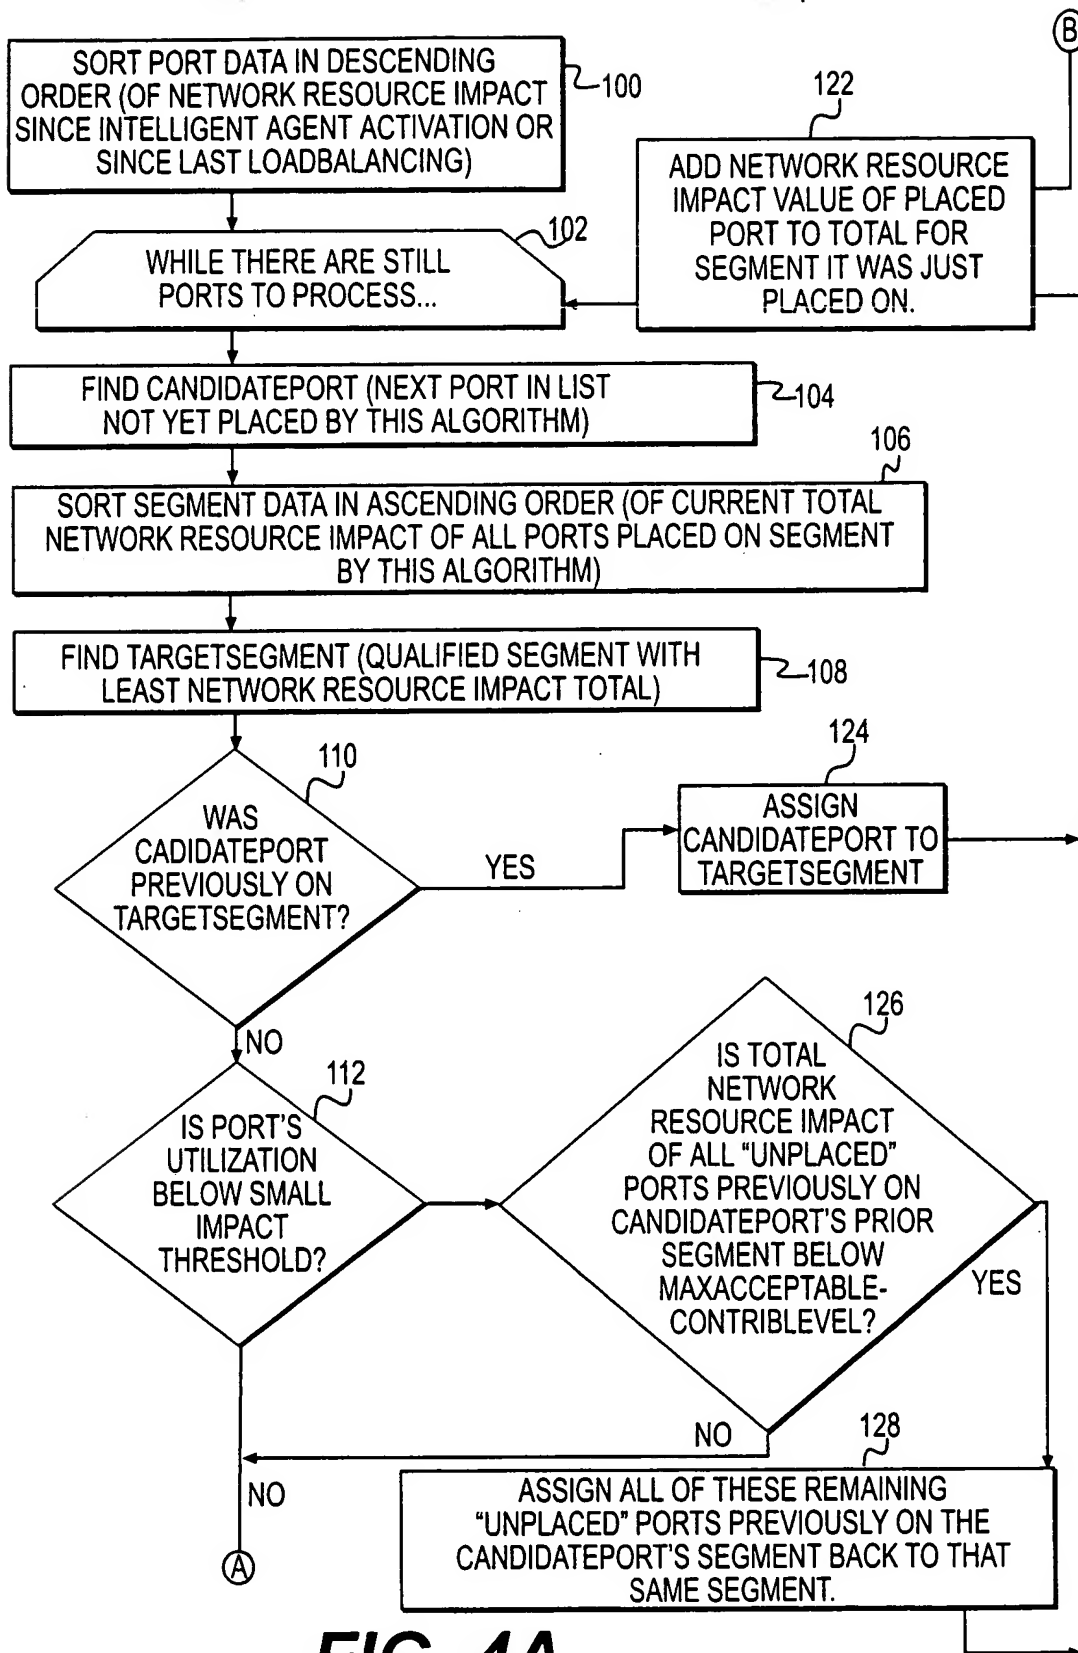 B
SORT PORT DATA IN DESCENDING
ORDER (OF NETWORK RESOURCE IMPACT
SINCE INTELLIGENT AGENT ACTIVATION OR
SINCE LAST LOADBALANCING)
100
122
ADD NETWORK RESOURCE
IMPACT VALUE OF PLACED
PORT TO TOTAL FOR
SEGMENT IT WAS JUST
PLACED ON.
102
WHILE THERE ARE STILL
PORTS TO PROCESS...
FIND CANDIDATEPORT (NEXT PORT IN LIST
NOT YET PLACED BY THIS ALGORITHM)
104
106
SORT SEGMENT DATA IN ASCENDING ORDER (OF CURRENT TOTAL
NETWORK RESOURCE IMPACT OF ALL PORTS PLACED ON SEGMENT
BY THIS ALGORITHM)
FIND TARGETSEGMENT (QUALIFIED SEGMENT WITH
LEAST NETWORK RESOURCE IMPACT TOTAL)
108
110
WAS
CADIDATEPORT
PREVIOUSLY ON
TARGETSEGMENT?
YES
124
ASSIGN
CANDIDATEPORT TO
TARGETSEGMENT
NO
112
IS PORT'S
UTILIZATION
BELOW SMALL
IMPACT
THRESHOLD?
126
IS TOTAL
NETWORK
RESOURCE IMPACT
OF ALL “UNPLACED”
PORTS PREVIOUSLY ON
CANDIDATEPORT'S PRIOR
SEGMENT BELOW
MAXACCEPTABLE-
CONTRIBLEVEL?
YES
NO
NO
128
ASSIGN ALL OF THESE REMAINING
“UNPLACED” PORTS PREVIOUSLY ON THE
CANDIDATEPORT'S SEGMENT BACK TO THAT
SAME SEGMENT.
A
FIG. 4A